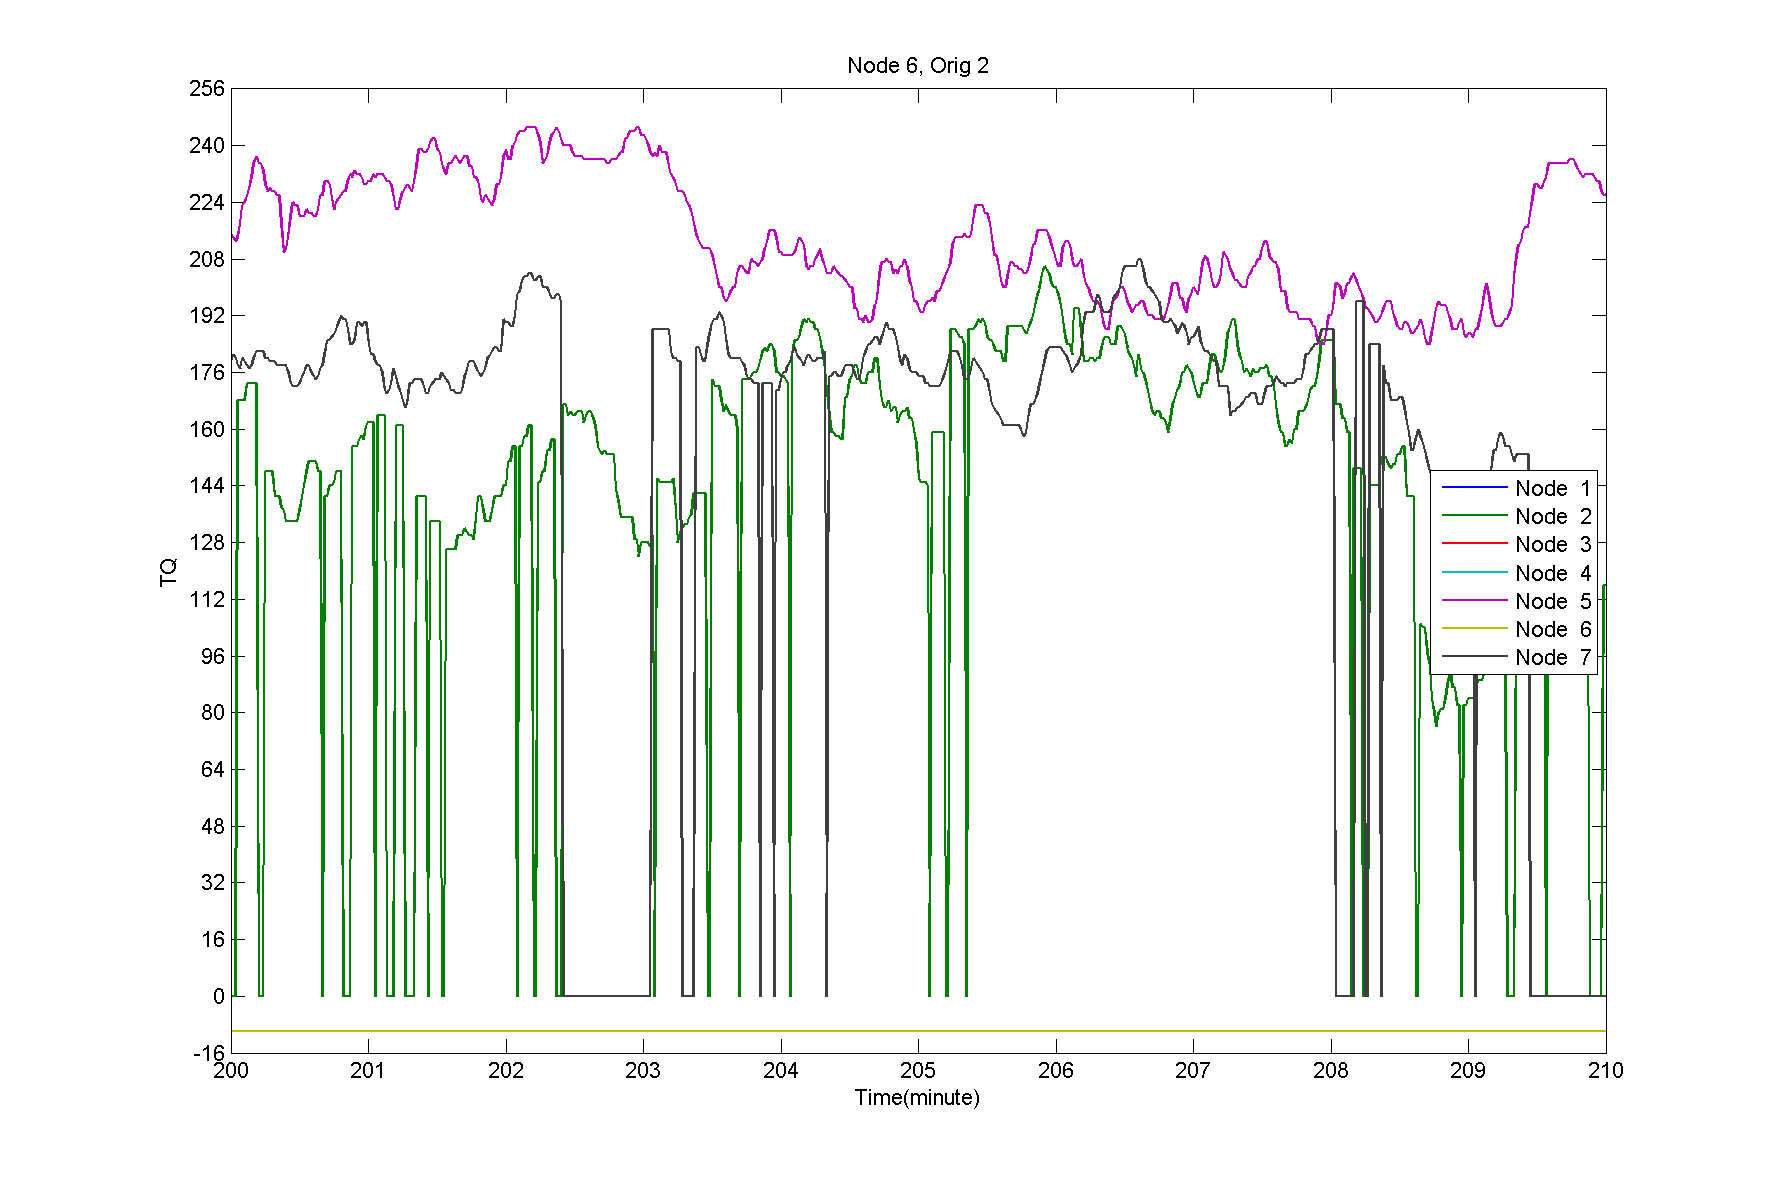 Node 6, Orig 2
256
240
224
208
192
176
160
144
128
112
96
80
64
48
32
16
0
-16
TQ
Node 1
Node 2
Node 3
Node 4
Node 5
Node 6
Node 7
200 201 202 203 204 205 206 207 208 209 210
Time(minute)